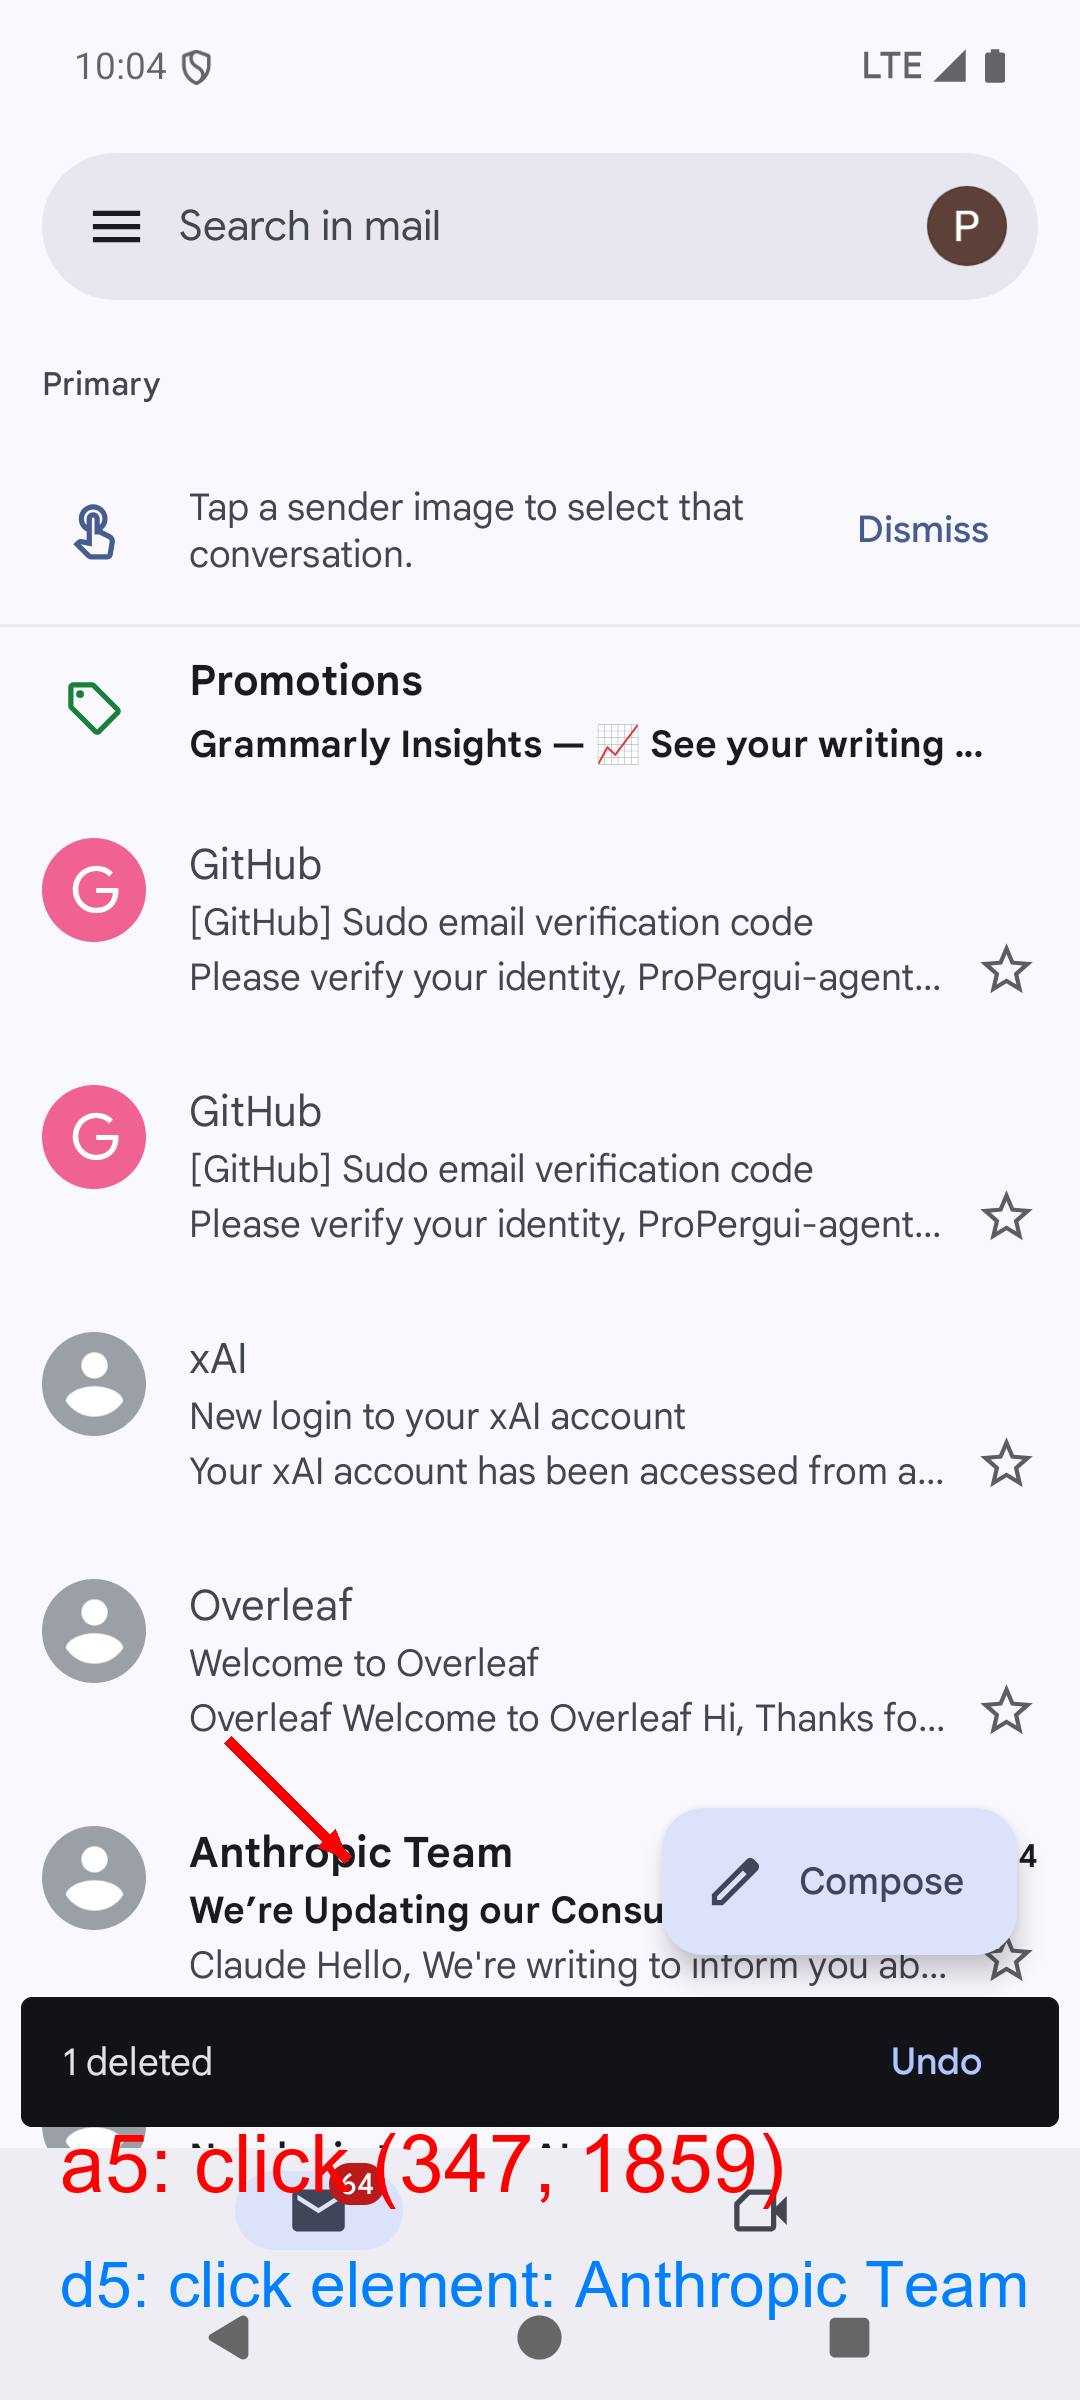 10:04
LTE
Search in mail
P
Primary
Tap a sender image to select that
conversation.
Dismiss
Promotions
Grammarly Insights — 📈 See your writing ...
G
GitHub
[GitHub] Sudo email verification code
Please verify your identity, ProPergui-agent...
G
GitHub
[GitHub] Sudo email verification code
Please verify your identity, ProPergui-agent...
xAI
New login to your xAI account
Your xAI account has been accessed from a...
Overleaf
Welcome to Overleaf
Overleaf Welcome to Overleaf Hi, Thanks fo...
Anthropic Team
4
We’re Updating our Consu
Compose
Claude Hello, We're writing to inform you ab...
1 deleted
Undo
a5: click (347, 1859)
64
d5: click element: Anthropic Team